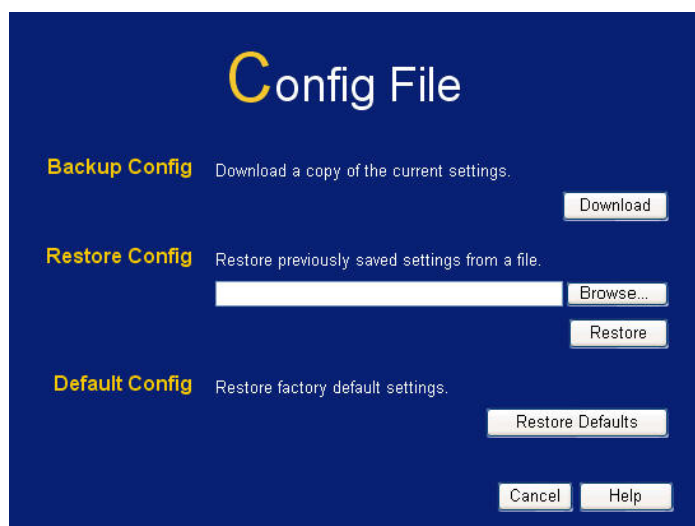 Config File
Backup Config
Download a copy of the current settings.
Download
Restore Config
Restore previously saved settings from a file.
Browse...
Restore
Default Config
Restore factory default settings.
Restore Defaults
Cancel
Help